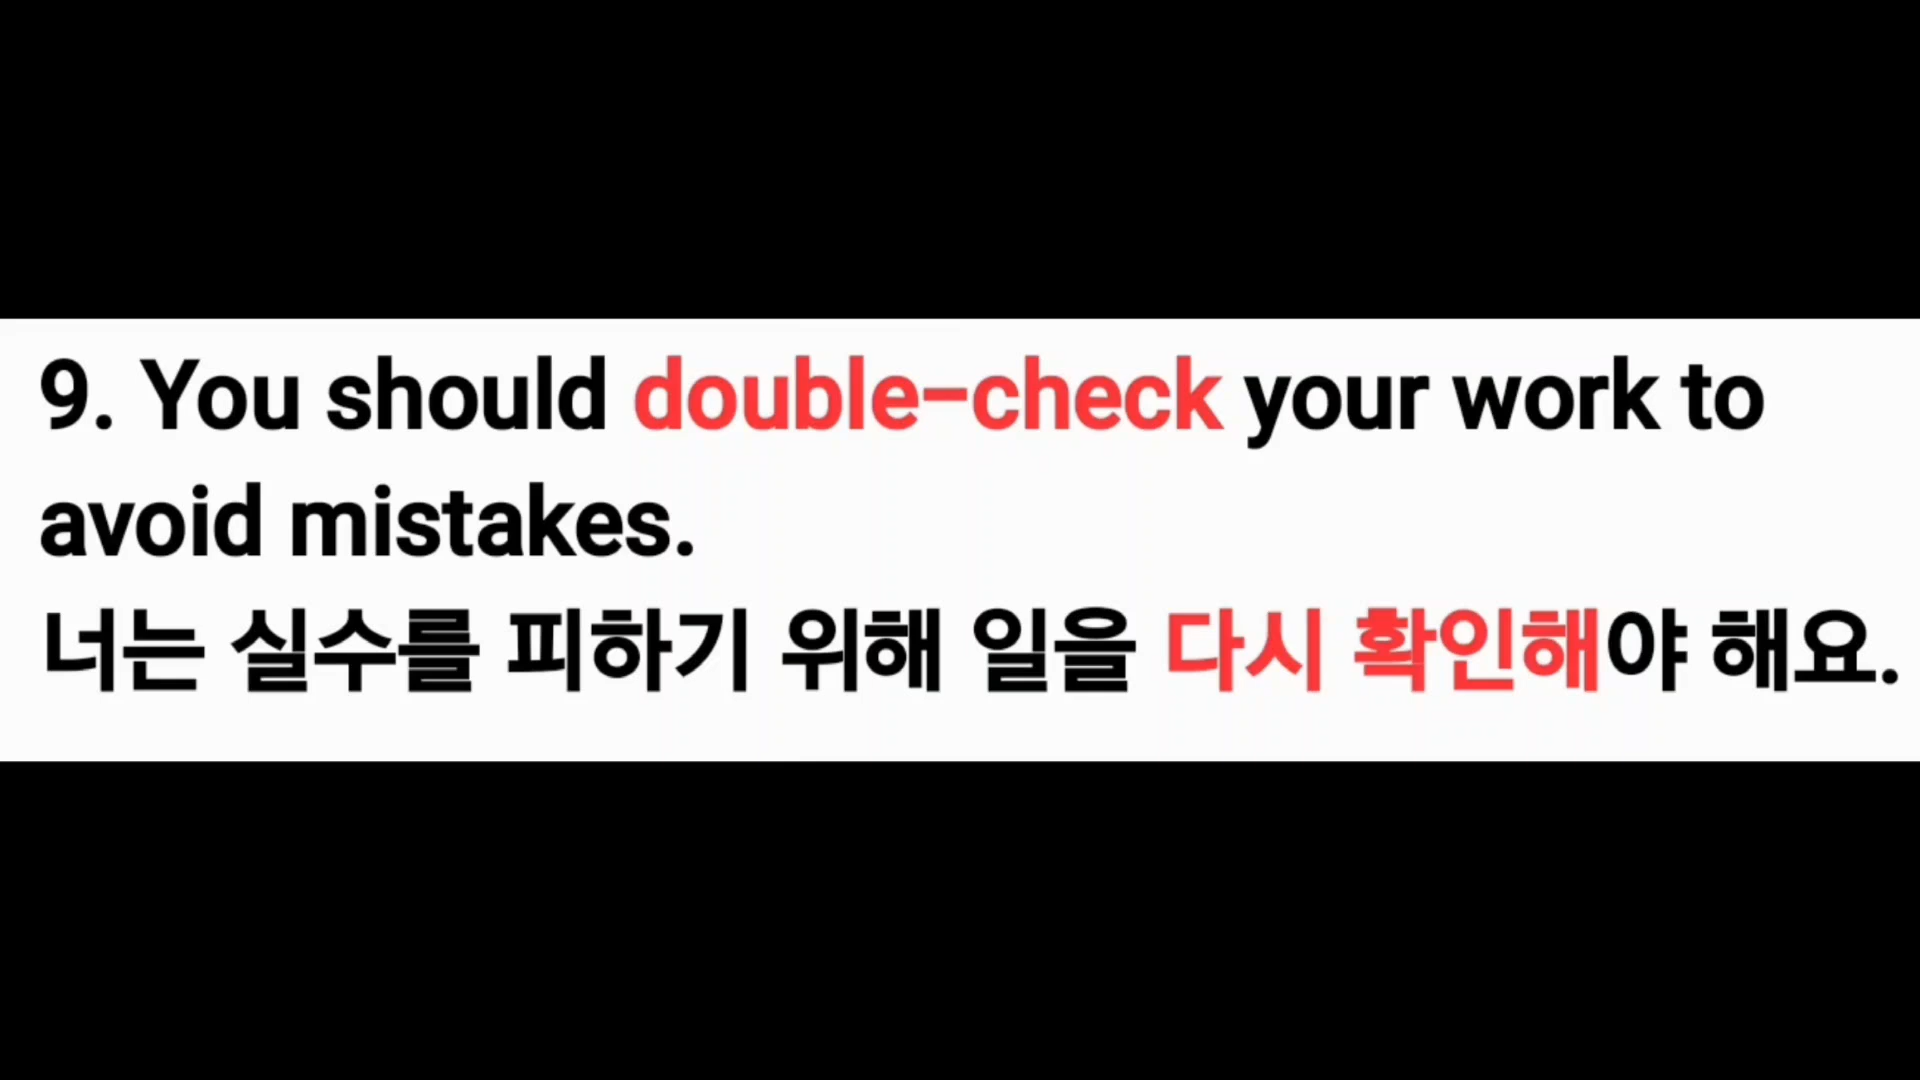 9. You should double-check your work to
avoid mistakes.
너는 실수를 피하기 위해 일을 다시 확인해야 해요.